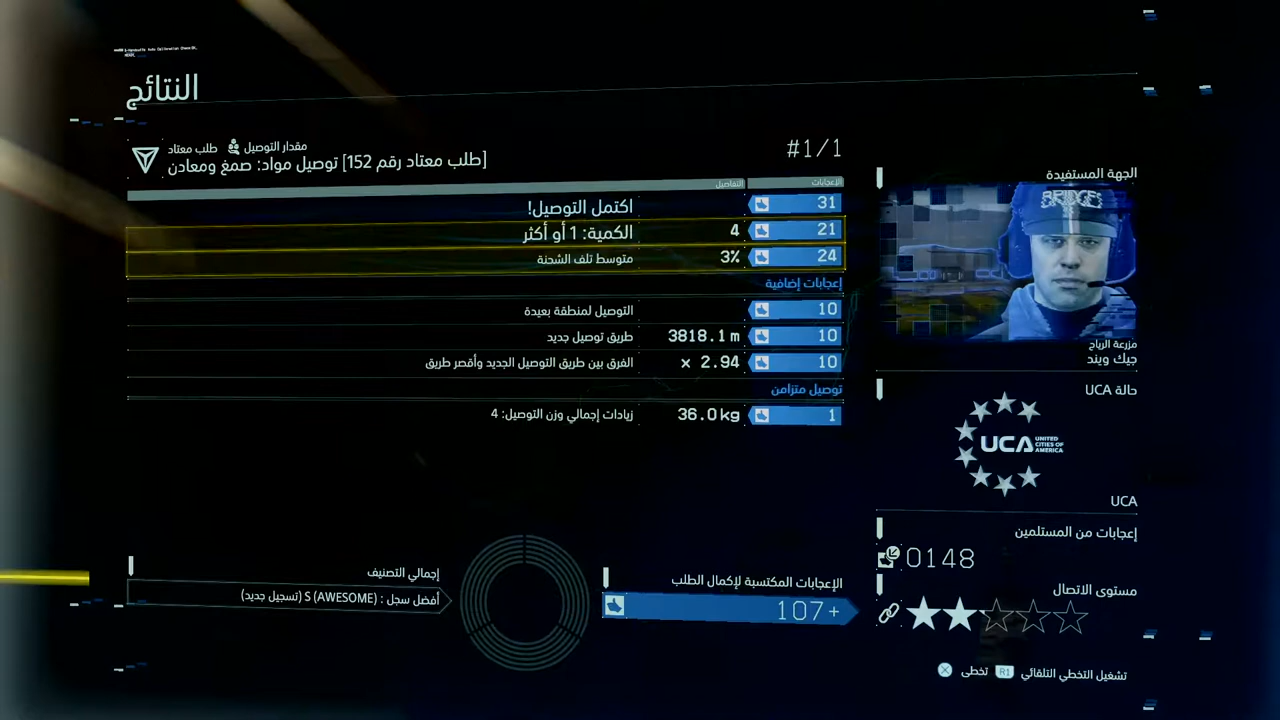 النتائج
طلب معتاد مقدار التوصيل
[طلب معتاد رقم 152] توصيل مواد: صمغ ومعادن
#1/1
التفاصيل الإعجابات
اكتمل التوصيل! 31
الكمية: 1 أو أكثر 4 21
متوسط تلف الشحنة 3% 24
إعجابات إضافية
التوصيل لمنطقة بعيدة 10
طريق توصيل جديد 3818.1 m 10
الفرق بين طريق التوصيل الجديد وأقصر طريق x 2.94 10
توصيل متزامن
زيادات إجمالي وزن التوصيل: 4 36.0 kg 1
إجمالي التصنيف
أفضل سجل : S (AWESOME) (تسجيل جديد)
الإعجابات المكتسبة لإكمال الطلب
107+
الجهة المستفيدة
BRIDGES
مزرعة الرياح
جيك ويند
حالة UCA
UCA UNITED CITIES OF AMERICA
UCA
إعجابات من المستلمين
0148
مستوى الاتصال
تخطى R1 تشغيل التخطي التلقائي